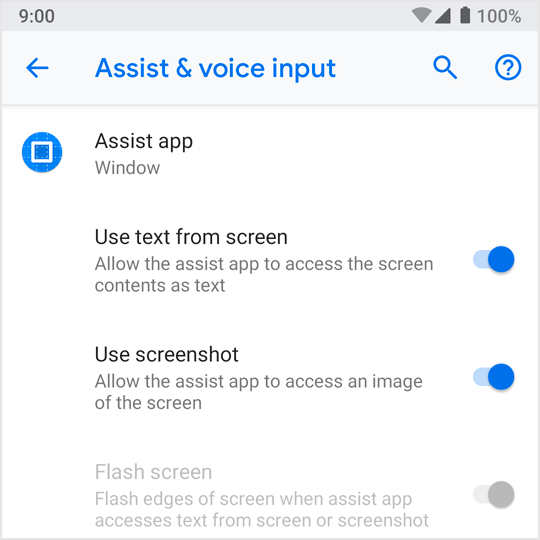 9:00
100%
Assist & voice input
Assist app
Window
Use text from screen
Allow the assist app to access the screen
contents as text
Use screenshot
Allow the assist app to access an image
of the screen
Flash screen
Flash edges of screen when assist app
accesses text from screen or screenshot